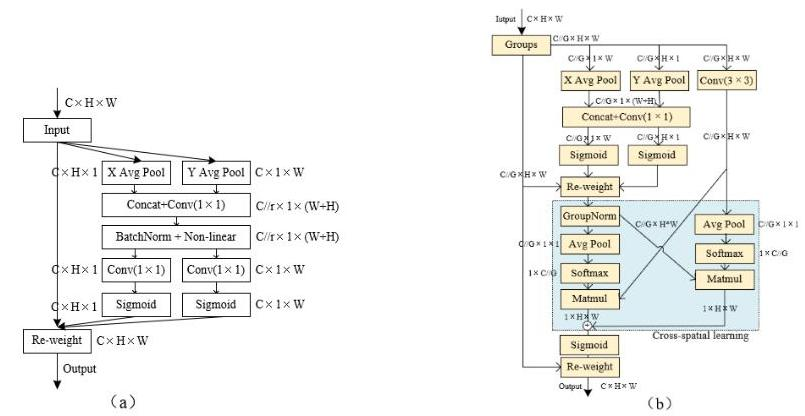 C×H×W
Input
C×H×1
X Avg Pool
Y Avg Pool
C×1×W
Concat+Conv(1×1)
C//r×1×(W+H)
BatchNorm + Non-linear
C//r×1×(W+H)
C×H×1
Conv(1×1)
Conv(1×1)
C×1×W
C×H×1
Sigmoid
Sigmoid
C×1×W
Re-weight
C×H×W
Output
(a)
Istput
C×H×W
Groups
C//G×H×W
C//G×1×W
C//G×H×1
C//G×H×W
X Avg Pool
Y Avg Pool
Conv(3×3)
C//G×1×(W+H)
Concat+Conv(1×1)
C//G×1×W
C//G×H×1
C//G×H×W
Sigmoid
Sigmoid
C//G×H×W
Re-weight
GroupNorm
C//G×H*W
Avg Pool
C//G×1×1
C//G×1×1
Avg Pool
Softmax
1×C//G
1×C//G
Softmax
Matmul
Matmul
1×H×W
1×H×W
+
Cross-spatial learning
Sigmoid
Re-weight
Output
C×H×W
(b)